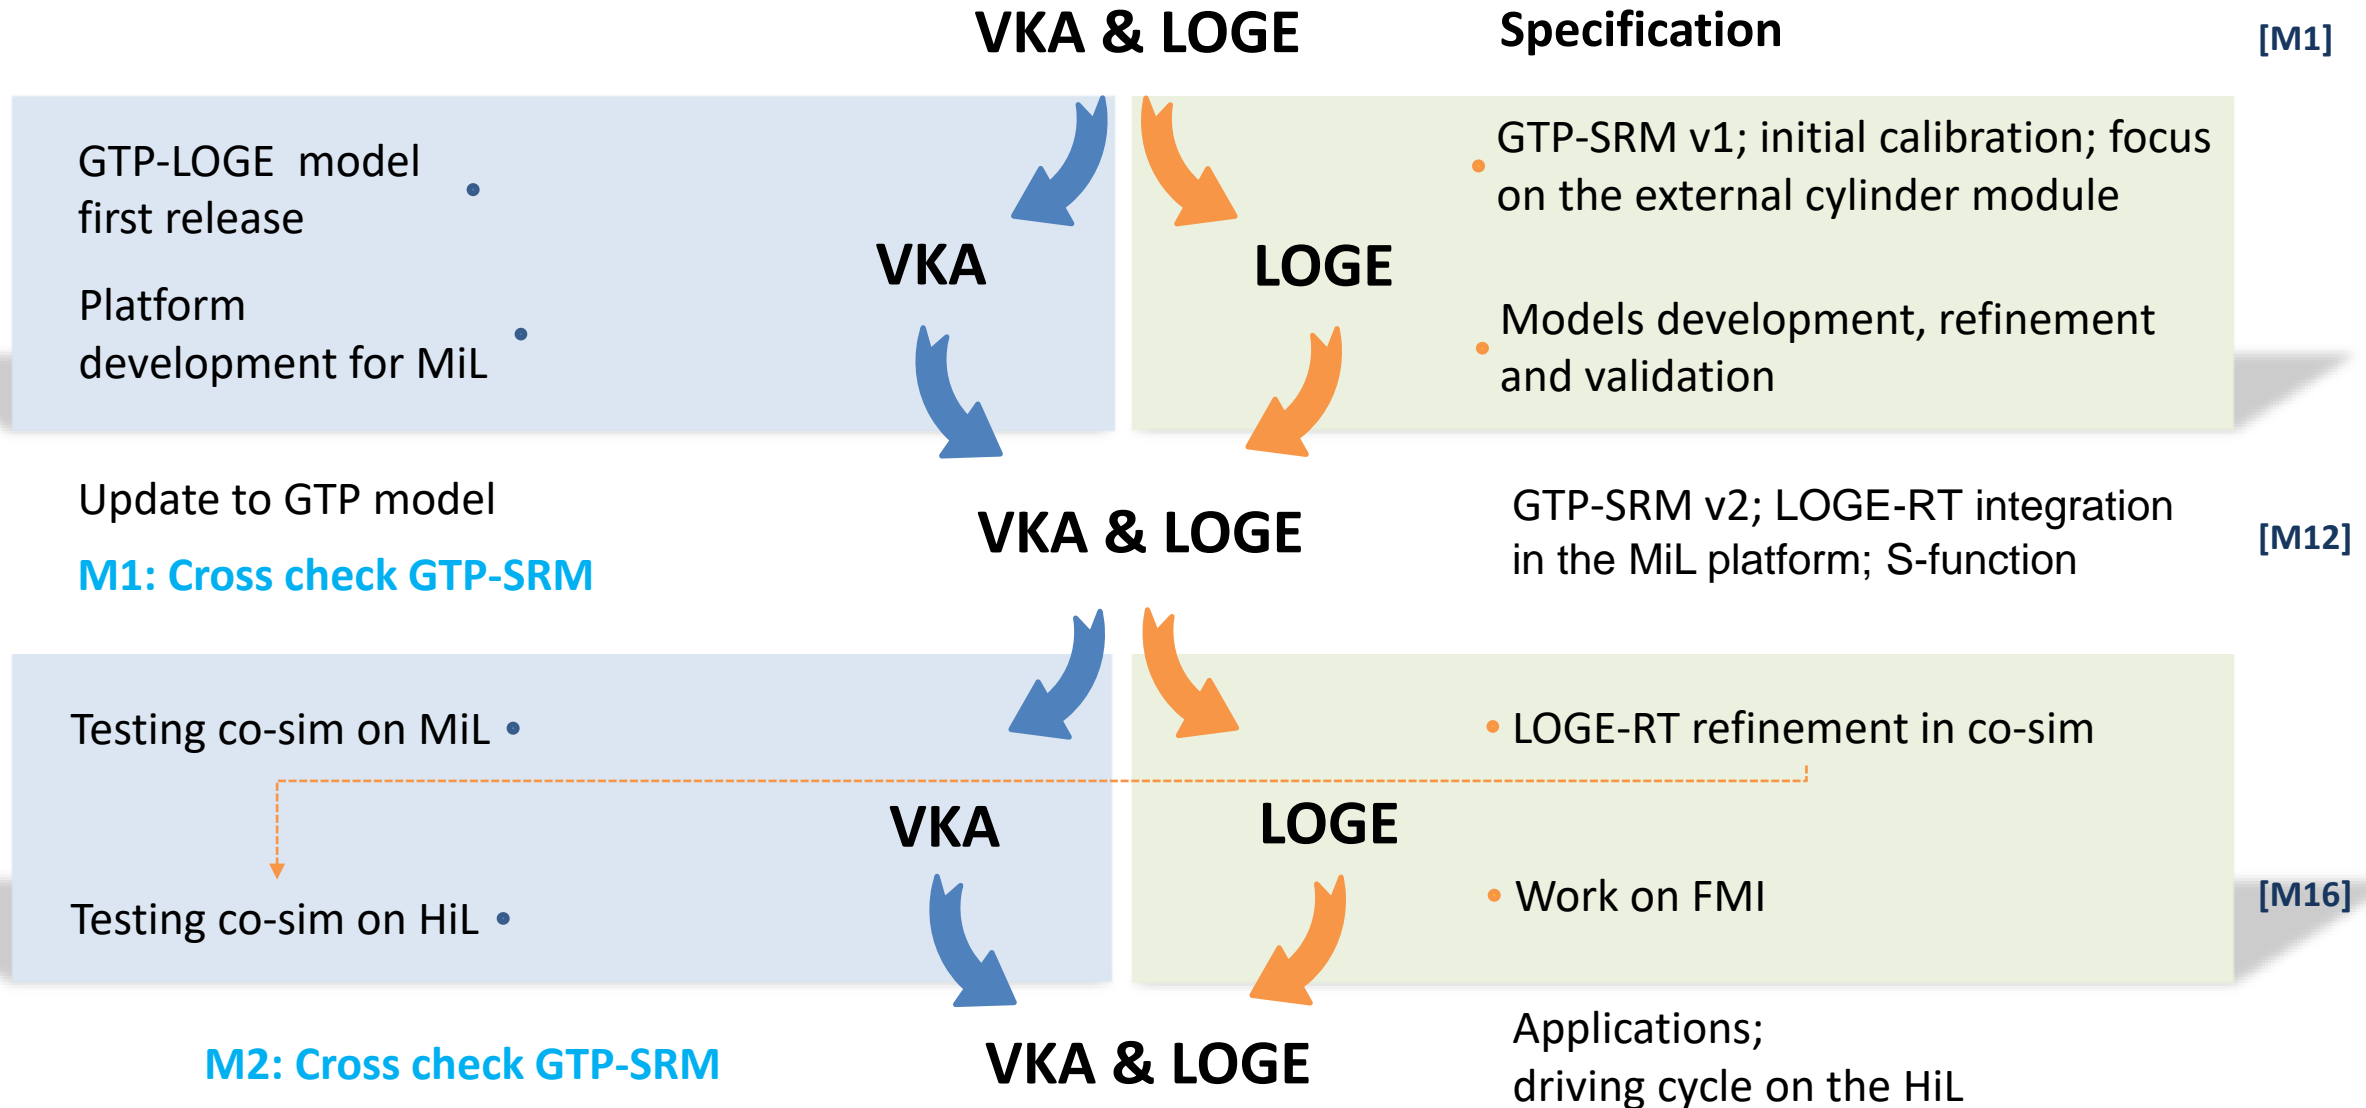 VKA & LOGE
Specification
[M1]
GTP-LOGE model
first release
GTP-SRM v1; initial calibration; focus
on the external cylinder module
VKA
LOGE
Platform
development for MiL
Models development, refinement
and validation
Update to GTP model
M1: Cross check GTP-SRM
VKA & LOGE
GTP-SRM v2; LOGE-RT integration
in the MiL platform; S-function
[M12]
Testing co-sim on MiL
LOGE-RT refinement in co-sim
VKA
LOGE
Testing co-sim on HiL
Work on FMI
[M16]
M2: Cross check GTP-SRM
VKA & LOGE
Applications;
driving cycle on the HiL